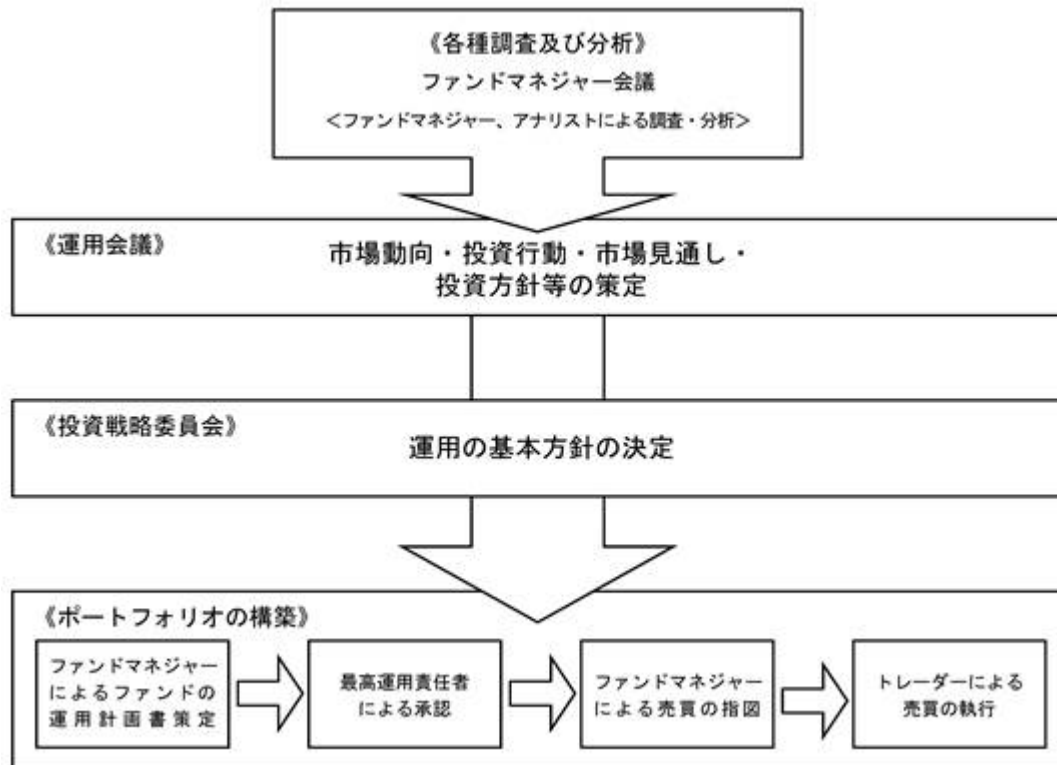 《各種調査及び分析》
ファンドマネジャー会議
＜ファンドマネジャー、アナリストによる調査・分析＞
《運用会議》
市場動向・投資行動・市場見通し・
投資方針等の策定
《投資戦略委員会》
運用の基本方針の決定
《ポートフォリオの構築》
ファンドマネジャー
によるファンドの
運用計画書策定
最高運用責任者
による承認
ファンドマネジャー
による売買の指図
トレーダーによる
売買の執行